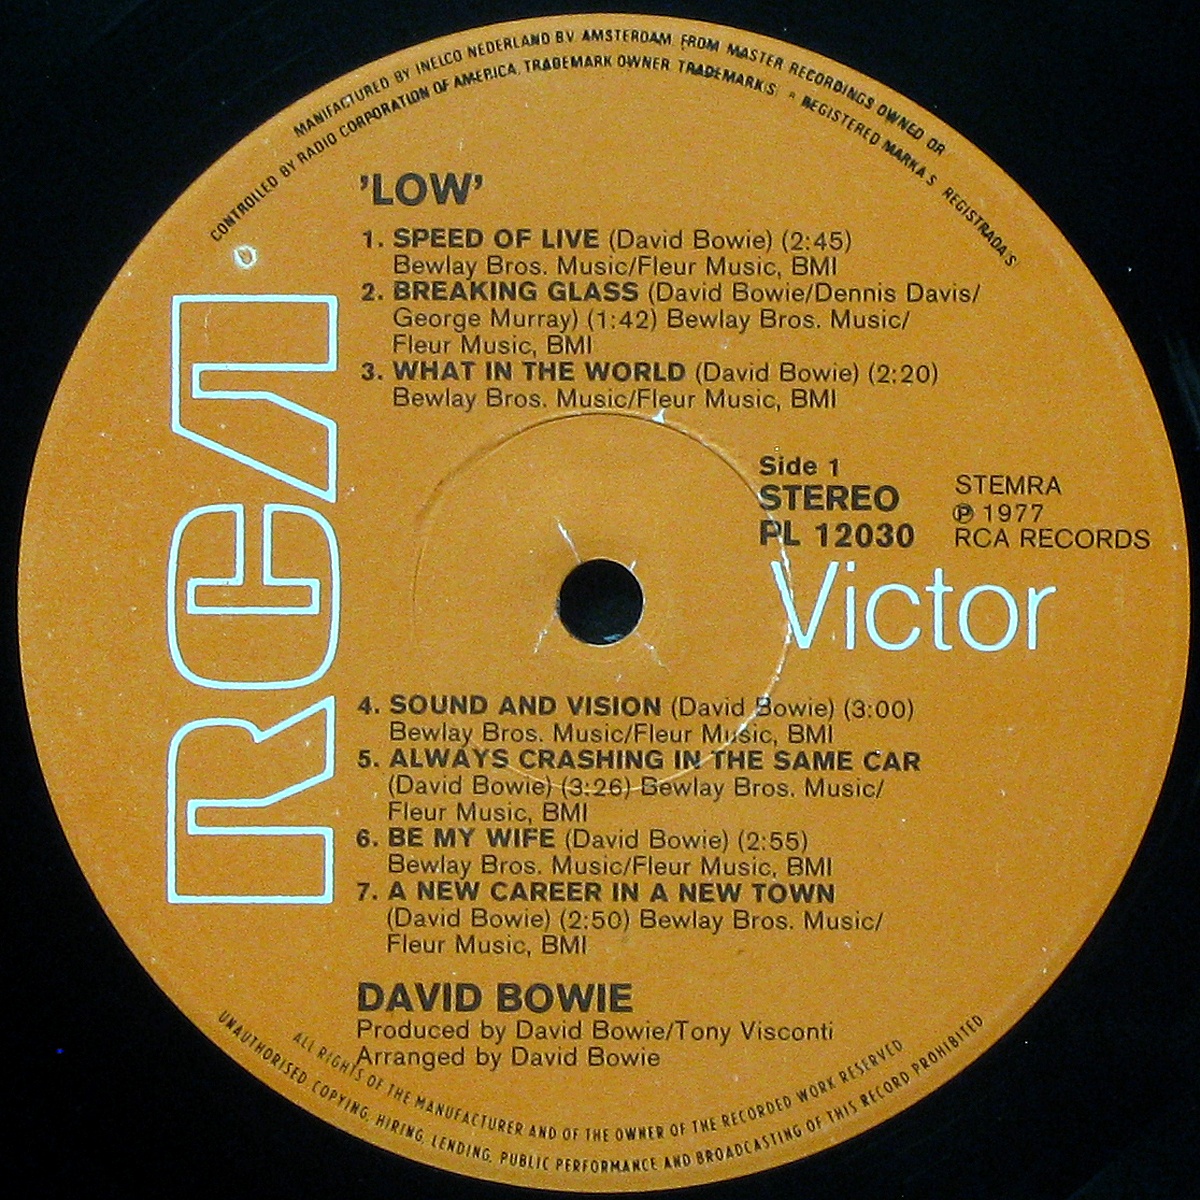 MANUFACTURED BY INELCO NEDERLAND BV AMSTERDAM. FROM MASTER RECORDINGS OWNED OR
CONTROLLED BY RADIO CORPORATION OF AMERICA. TRADEMARK OWNER. TRADEMARK(S) ® REGISTERED MARKA.S REGISTRADA'S
'LOW'
1. SPEED OF LIVE (David Bowie) (2:45)
Bewlay Bros. Music/Fleur Music, BMI
2. BREAKING GLASS (David Bowie/Dennis Davis/
George Murray) (1:42) Bewlay Bros. Music/
Fleur Music, BMI
3. WHAT IN THE WORLD (David Bowie) (2:20)
Bewlay Bros. Music/Fleur Music, BMI
RCA
Side 1
STEREO
PL 12030
STEMRA
℗ 1977
RCA RECORDS
Victor
4. SOUND AND VISION (David Bowie) (3:00)
Bewlay Bros. Music/Fleur Music, BMI
5. ALWAYS CRASHING IN THE SAME CAR
(David Bowie) (3:26) Bewlay Bros. Music/
Fleur Music, BMI
6. BE MY WIFE (David Bowie) (2:55)
Bewlay Bros. Music/Fleur Music, BMI
7. A NEW CAREER IN A NEW TOWN
(David Bowie) (2:50) Bewlay Bros. Music/
Fleur Music, BMI
DAVID BOWIE
Produced by David Bowie/Tony Visconti
Arranged by David Bowie
ALL RIGHTS OF THE MANUFACTURER AND OF THE OWNER OF THE RECORDED WORK RESERVED
UNAUTHORISED COPYING, HIRING, LENDING, PUBLIC PERFORMANCE AND BROADCASTING OF THIS RECORD PROHIBITED